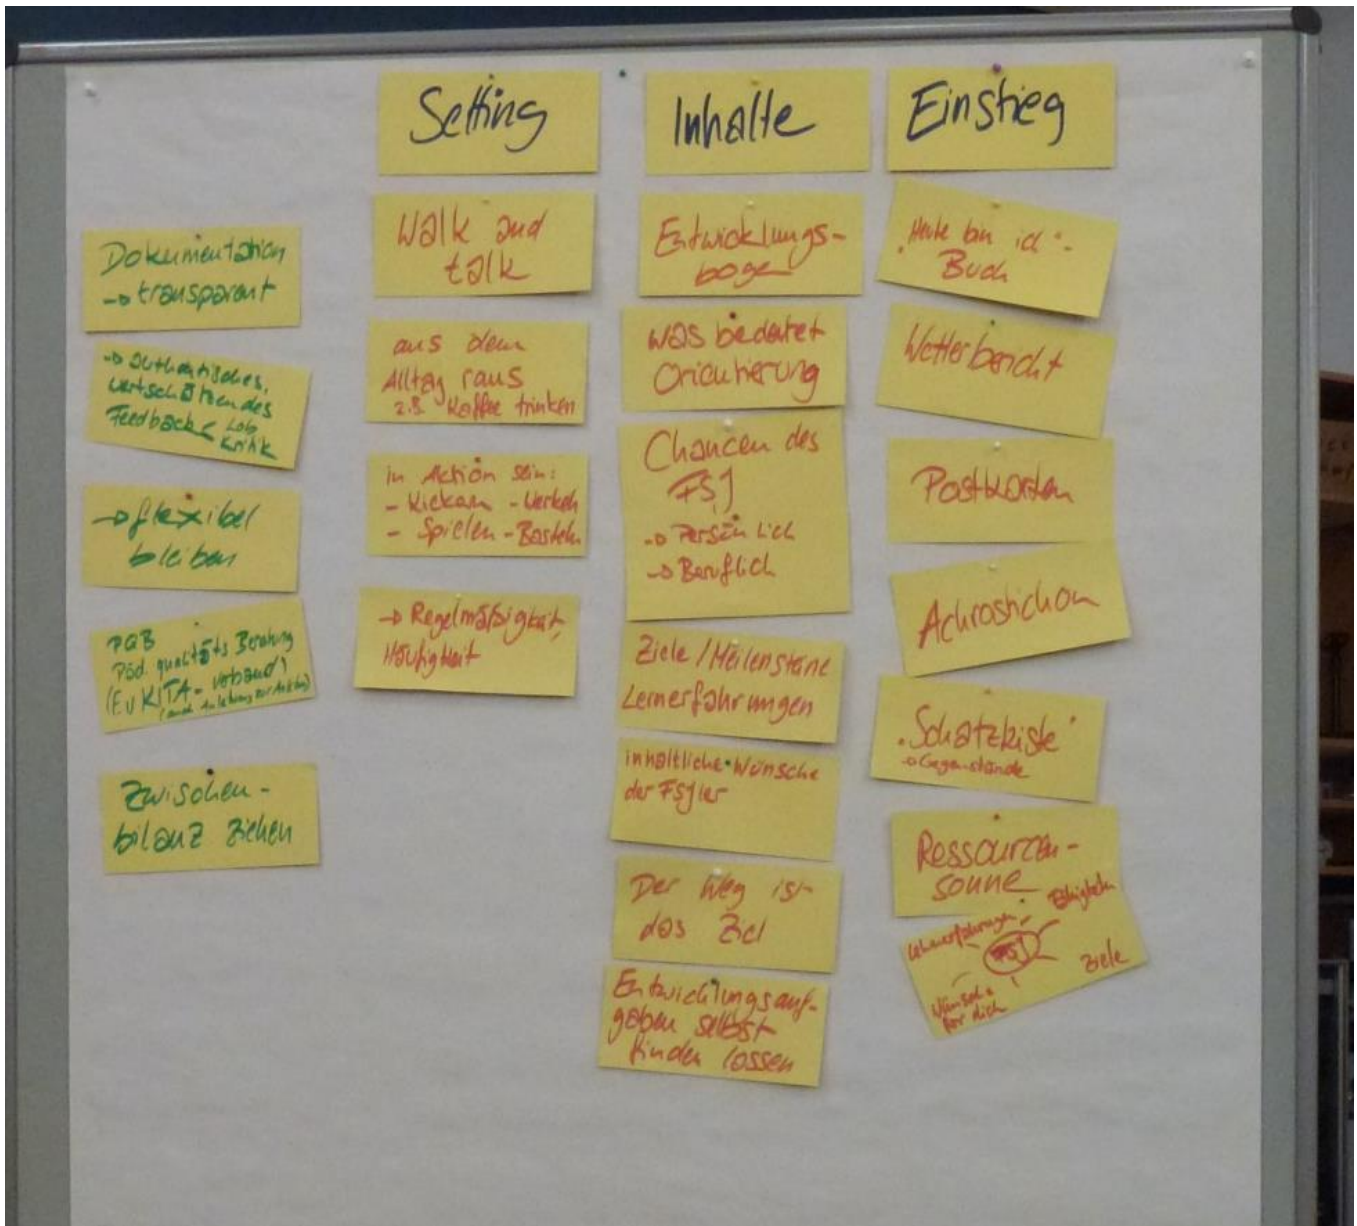 Dokumentation
→ transparent
→ authentisches,
wertschätzendes
Feedback < Lob
Kritik
→ flexibel
bleiben
PQB
Päd. qualitäts Beratung
(Ev KITA-verband)
Zwischen-
bilanz ziehen
Setting
Walk and
talk
aus dem
Alltag raus
z.B. Kaffee trinken
in Aktion sein:
- Kickern - Werken
- Spielen - Basteln
→ Regelmäßigkeit,
Häufigkeit
Inhalte
Entwicklungs-
bogen
Was bedeutet
Orientierung
Chancen des
FSJ
→ Persönlich
→ Beruflich
Ziele / Meilensteine
Lernerfahrungen
inhaltliche Wünsche
der FSJler
Der Weg ist
das Ziel
Entwicklungsauf-
gaben selbst
finden lassen
Einstieg
"Heute bin ich"-
Buch
Wetterbericht
Postkarten
Achrostichon
"Schatzkiste"
→ Gegenstände
Ressourcen-
sonne
Fähigkeiten
Lernerfahrungen
FSJ
Ziele
Wünsche
für dich